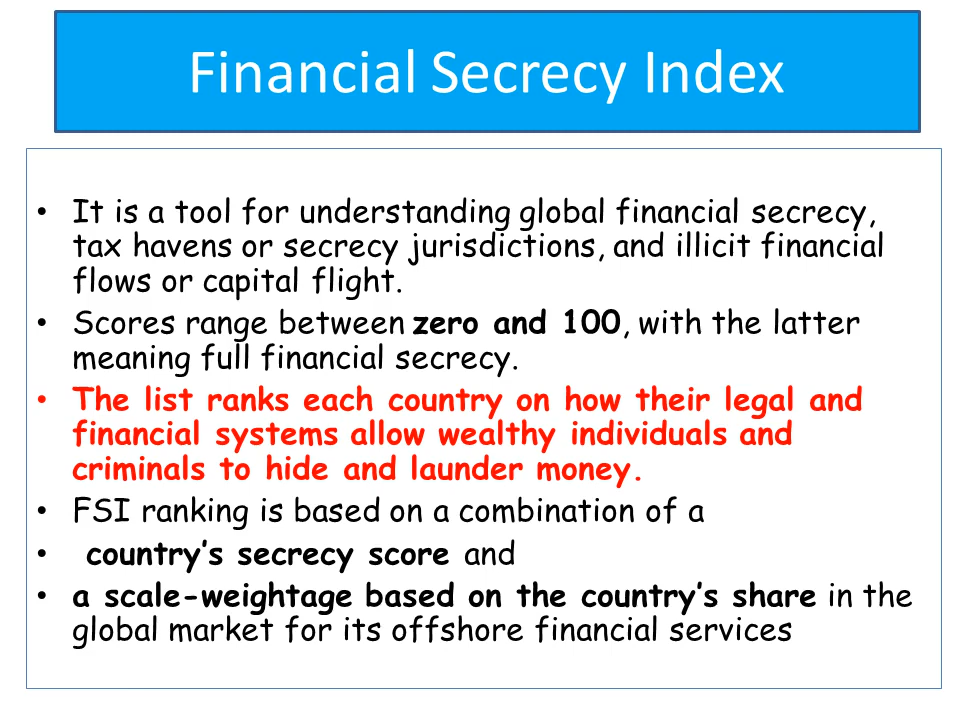 Financial Secrecy Index
• It is a tool for understanding global financial secrecy,
tax havens or secrecy jurisdictions, and illicit financial
flows or capital flight.
• Scores range between zero and 100, with the latter
meaning full financial secrecy.
• The list ranks each country on how their legal and
financial systems allow wealthy individuals and
criminals to hide and launder money.
• FSI ranking is based on a combination of a
• country’s secrecy score and
• a scale-weightage based on the country’s share in the
global market for its offshore financial services